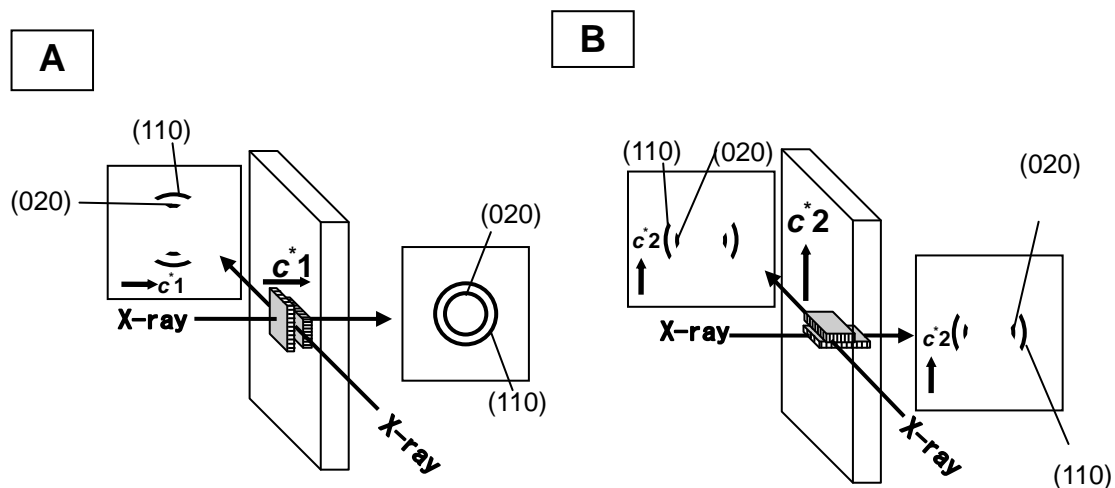 A
(110)
(020)
c*1
c*1
X-ray
(020)
(110)
X-ray
B
(110)
(020)
(020)
c*2
c*2
X-ray
c*2
X-ray
(110)